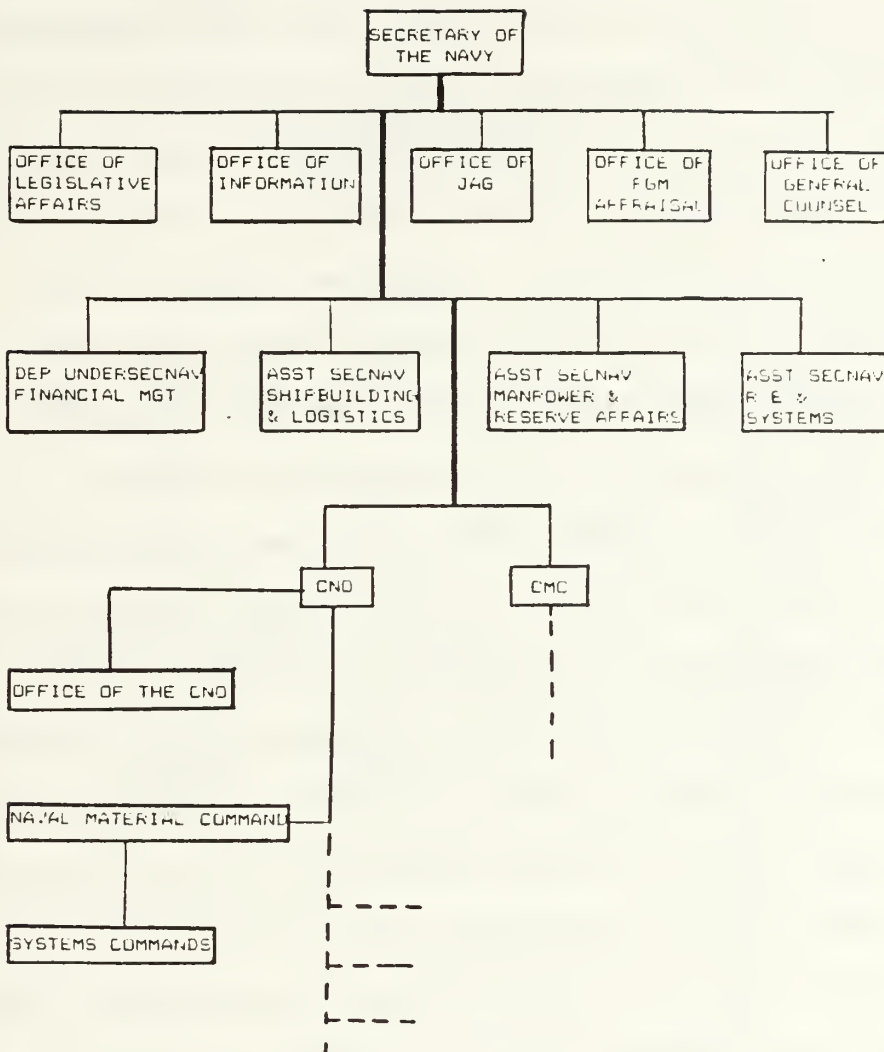 SECRETARY OF
THE NAVY
OFFICE OF
LEGISLATIVE
AFFAIRS
OFFICE OF
INFORMATION
OFFICE OF
JAG
OFFICE OF
PGM
APPRAISAL
OFFICE OF
GENERAL
COUNSEL
DEP UNDERSECNAV
FINANCIAL MGT
ASST SECNAV
SHIPBUILDING
& LOGISTICS
ASST SECNAV
MANPOWER &
RESERVE AFFAIRS
ASST SECNAV
R E &
SYSTEMS
CNO
CMC
OFFICE OF THE CNO
NAVAL MATERIAL COMMAND
SYSTEMS COMMANDS